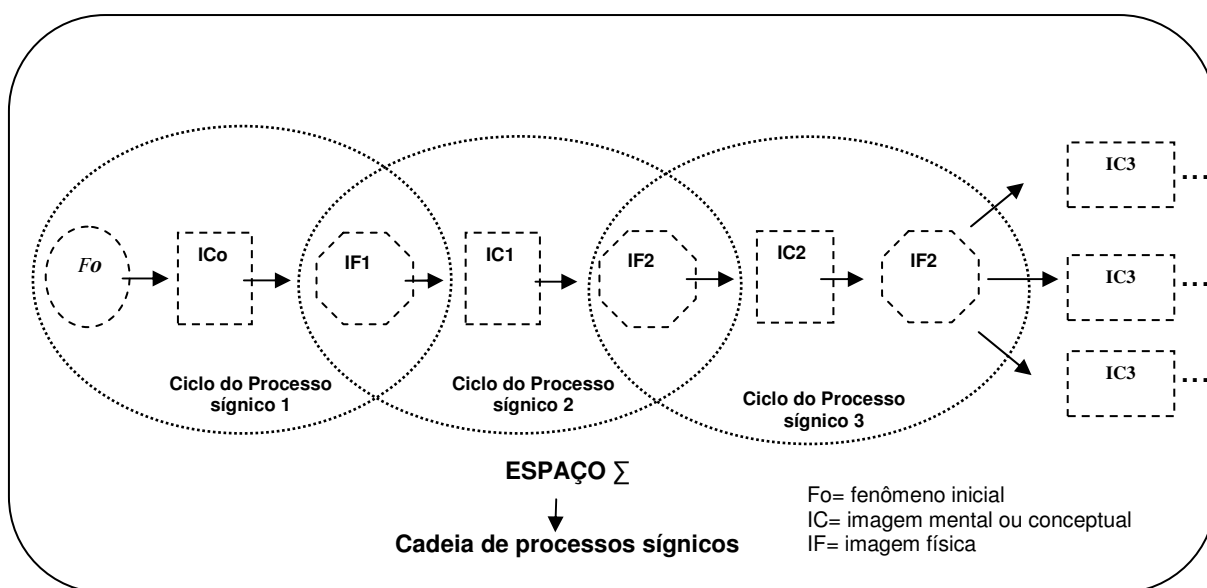 IC3
...
Fo
ICo
IF1
IC1
IF2
IC2
IF2
IC3
...
IC3
...
Ciclo do Processo
sígnico 1
Ciclo do Processo
sígnico 2
Ciclo do Processo
sígnico 3
ESPAÇO ∑
Cadeia de processos sígnicos
Fo= fenômeno inicial
IC= imagem mental ou conceptual
IF= imagem física